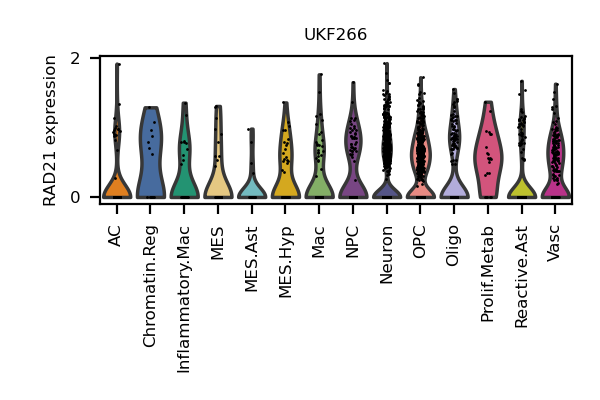 UKF266
RAD21 expression
2
0
AC
Chromatin.Reg
Inflammatory.Mac
MES
MES.Ast
MES.Hyp
Mac
NPC
Neuron
OPC
Oligo
Prolif.Metab
Reactive.Ast
Vasc